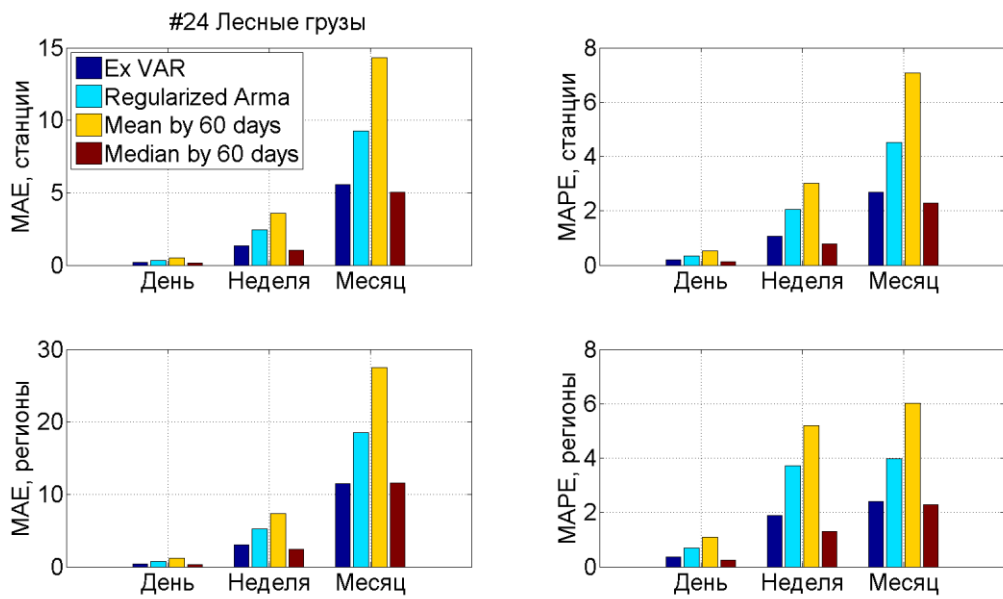 #24 Лесные грузы
MAE, станции
15
10
5
0
Ex VAR
Regularized Arma
Mean by 60 days
Median by 60 days
День Неделя Месяц
MAPE, станции
8
6
4
2
0
День Неделя Месяц
MAE, регионы
30
20
10
0
День Неделя Месяц
MAPE, регионы
8
6
4
2
0
День Неделя Месяц